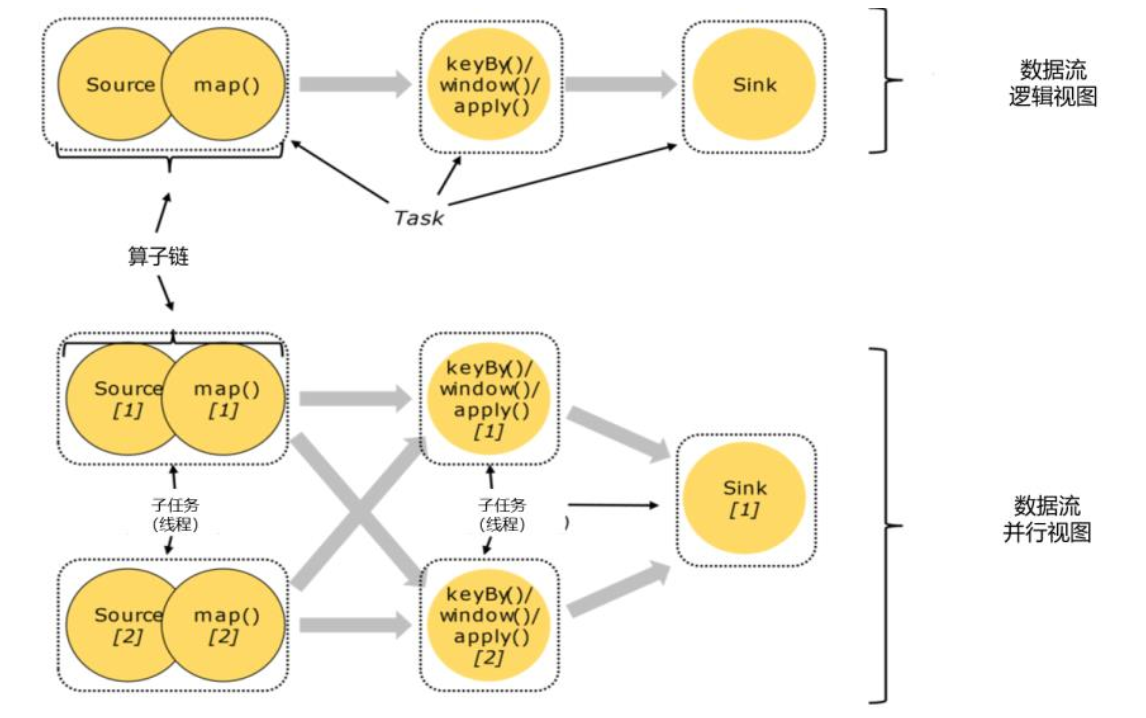 Source
map()
keyBy()/
window()/
apply()
Sink
数据流
逻辑视图
Task
算子链
Source
[1]
map()
[1]
keyBy()/
window()/
apply()
[1]
子任务
(线程)
子任务
(线程)
)
Sink
[1]
数据流
并行视图
Source
[2]
map()
[2]
keyBy()/
window()/
apply()
[2]